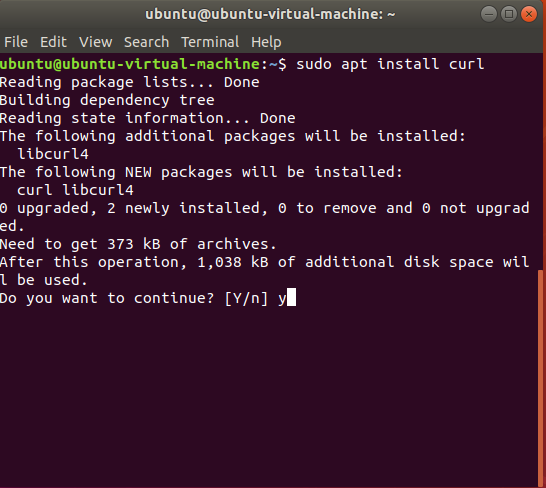 ubuntu@ubuntu-virtual-machine: ~
File Edit View Search Terminal Help
ubuntu@ubuntu-virtual-machine:~$ sudo apt install curl
Reading package lists... Done
Building dependency tree
Reading state information... Done
The following additional packages will be installed:
  libcurl4
The following NEW packages will be installed:
  curl libcurl4
0 upgraded, 2 newly installed, 0 to remove and 0 not upgrad
ed.
Need to get 373 kB of archives.
After this operation, 1,038 kB of additional disk space wil
l be used.
Do you want to continue? [Y/n] y